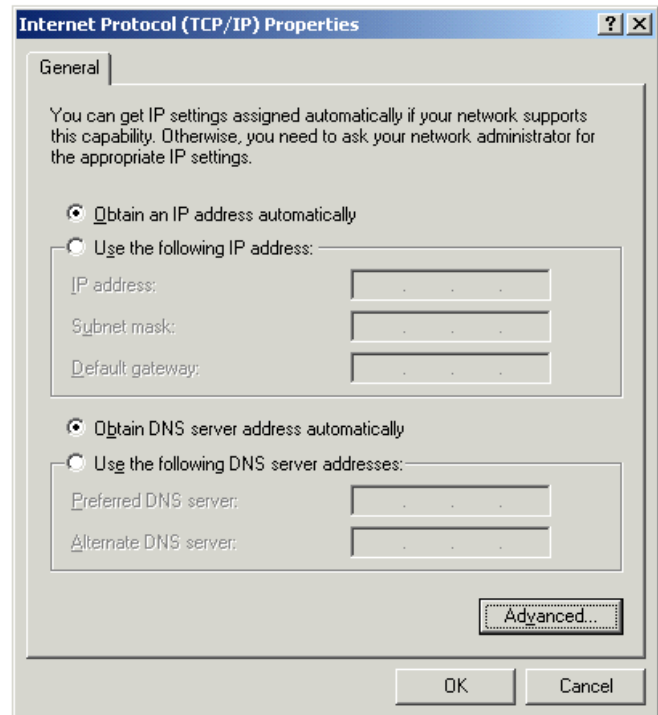 Internet Protocol (TCP/IP) Properties
General
You can get IP settings assigned automatically if your network supports
this capability. Otherwise, you need to ask your network administrator for
the appropriate IP settings.
Obtain an IP address automatically
Use the following IP address:
IP address:
Subnet mask:
Default gateway:
Obtain DNS server address automatically
Use the following DNS server addresses:
Preferred DNS server:
Alternate DNS server:
Advanced...
OK Cancel